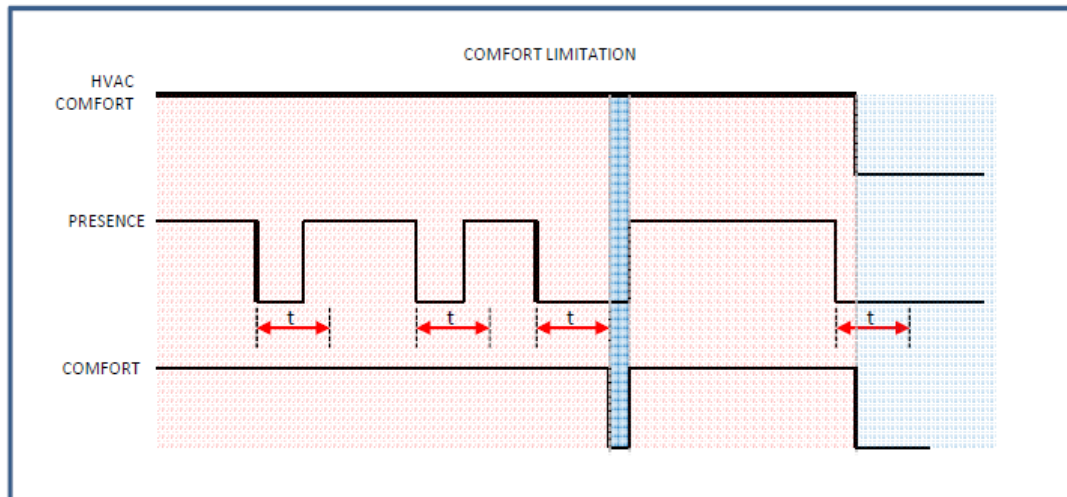 COMFORT LIMITATION
HVAC
COMFORT
PRESENCE
t
t
t
t
COMFORT